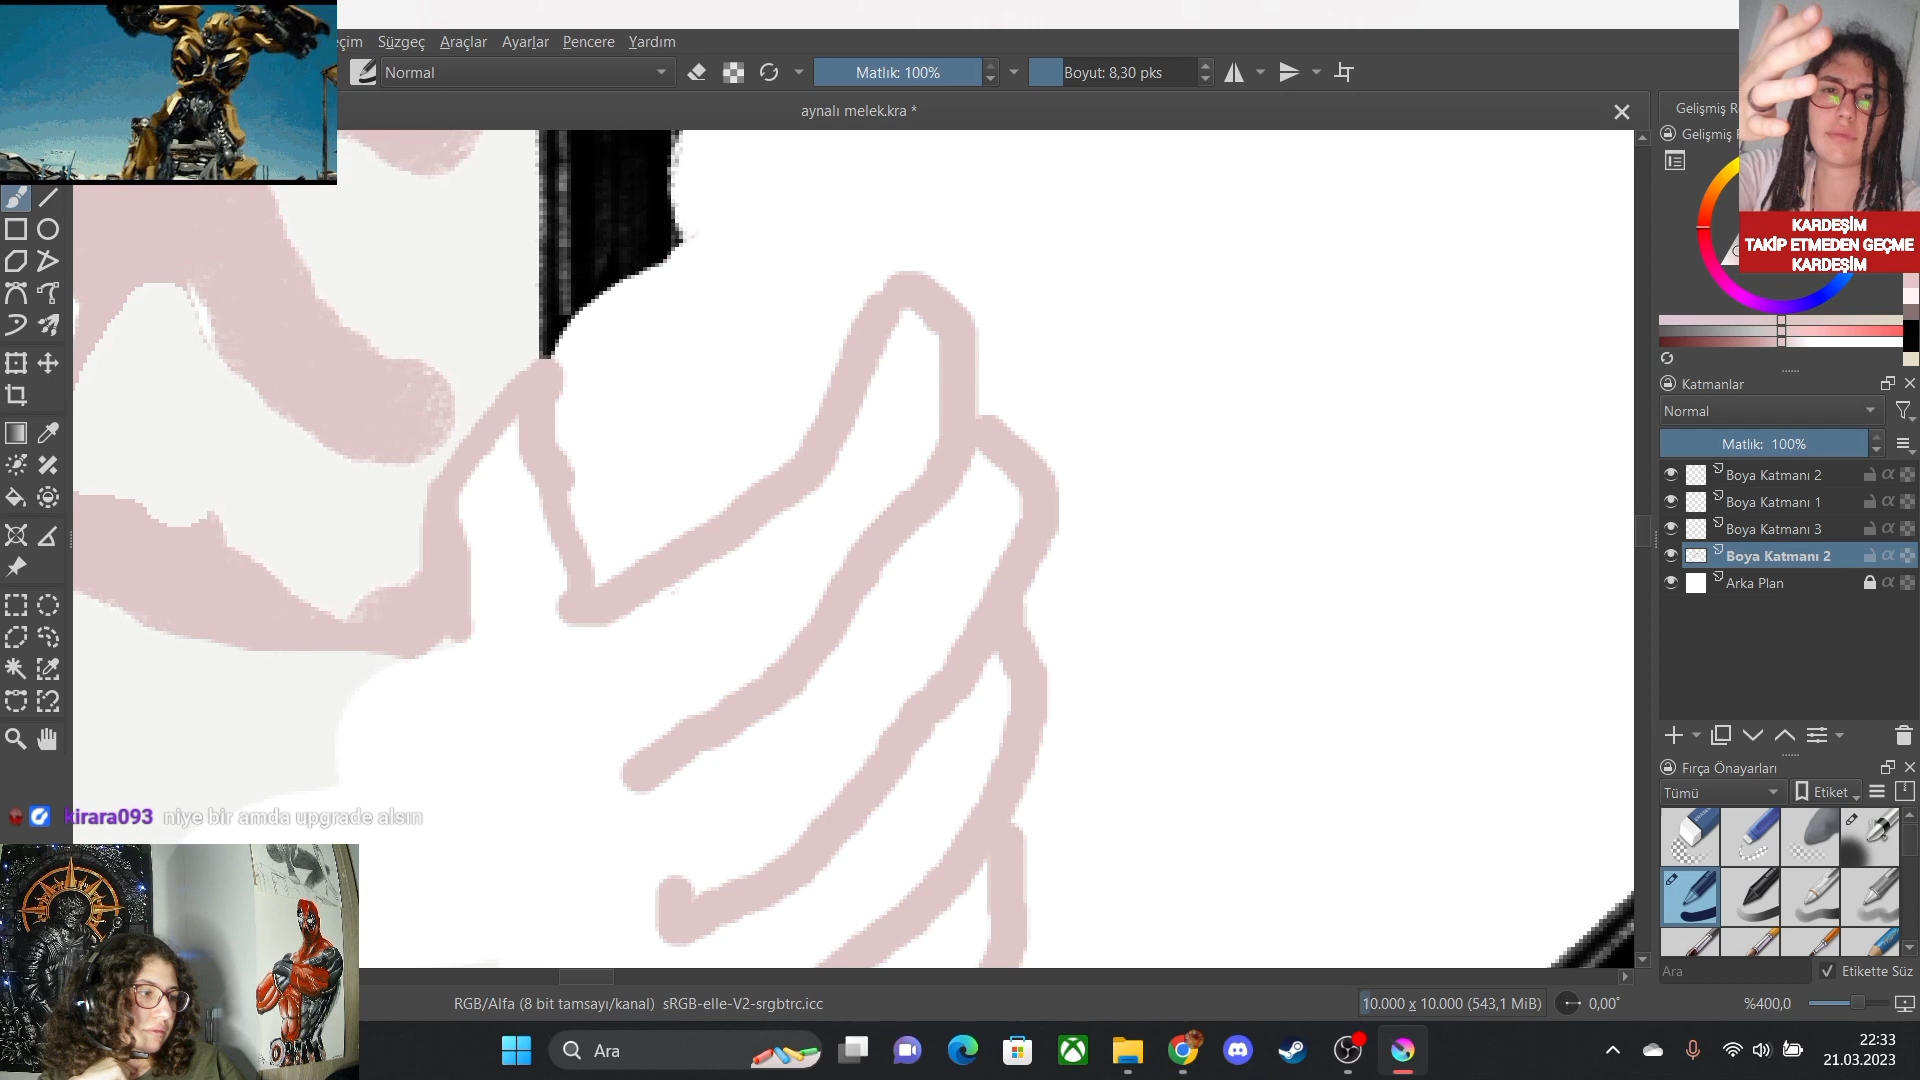 çim Süzgeç Araçlar Ayarlar Pencere Yardım
Normal
Matlık: 100%
Boyut: 8,30 pks
aynalı melek.kra *
Gelişmiş R
Gelişmiş
KARDEŞİM
TAKİP ETMEDEN GEÇME
KARDEŞİM
Katmanlar
Normal
Matlık: 100%
Boya Katmanı 2
Boya Katmanı 1
Boya Katmanı 3
Boya Katmanı 2
Arka Plan
Fırça Önayarları
Tümü
Etiket
kirara093 niye bir amda upgrade alsın
Ara
Etikette Süz
RGB/Alfa (8 bit tamsayı/kanal) sRGB-elle-V2-srgbtrc.icc
10.000 x 10.000 (543,1 MiB)
0,00°
%400,0
Ara
22:33
21.03.2023